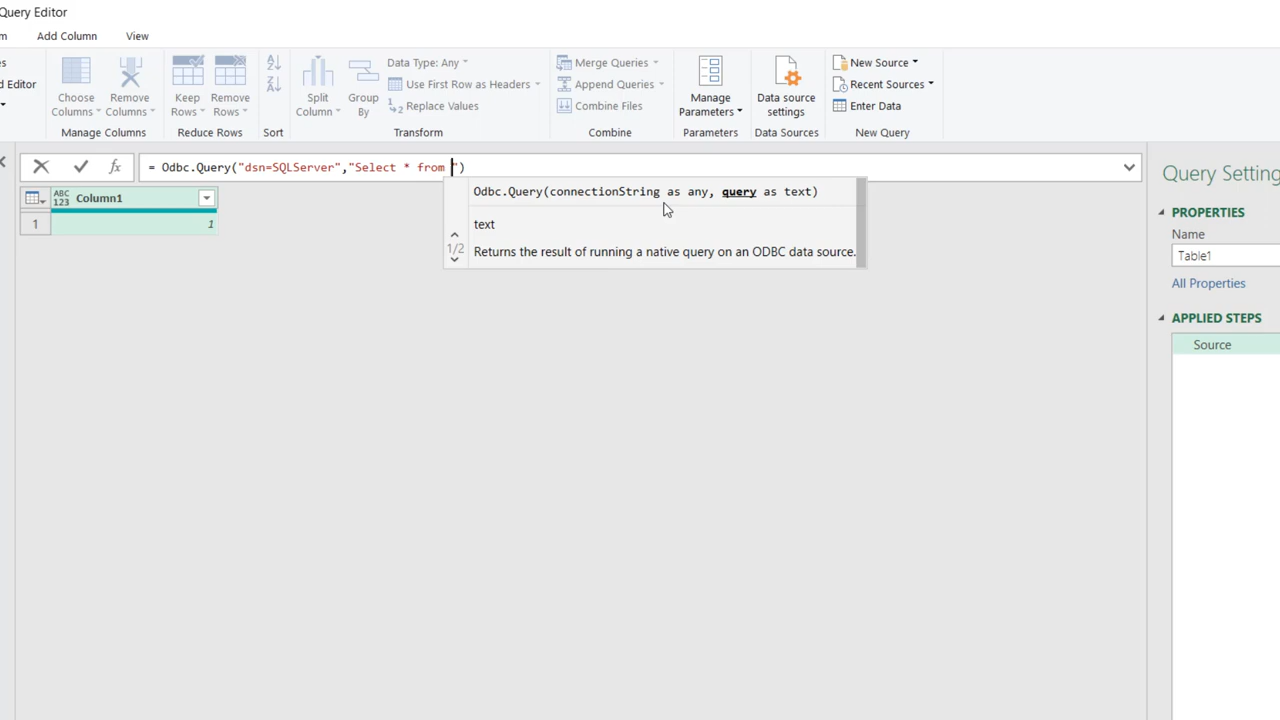 Query Editor
m
Add Column
View
es
d Editor
Choose Columns
Remove Columns
Manage Columns
Keep Rows
Remove Rows
Reduce Rows
Sort
Split Column
Group By
Data Type: Any
Use First Row as Headers
Replace Values
Transform
Merge Queries
Append Queries
Combine Files
Combine
Manage Parameters
Parameters
Data source settings
Data Sources
New Source
Recent Sources
Enter Data
New Query
fx
= Odbc.Query("dsn=SQLServer","Select * from ")
Odbc.Query(connectionString as any, query as text)
text
1/2
Returns the result of running a native query on an ODBC data source.
ABC
123
Column1
1
1
Query Setting
PROPERTIES
Name
Table1
All Properties
APPLIED STEPS
Source